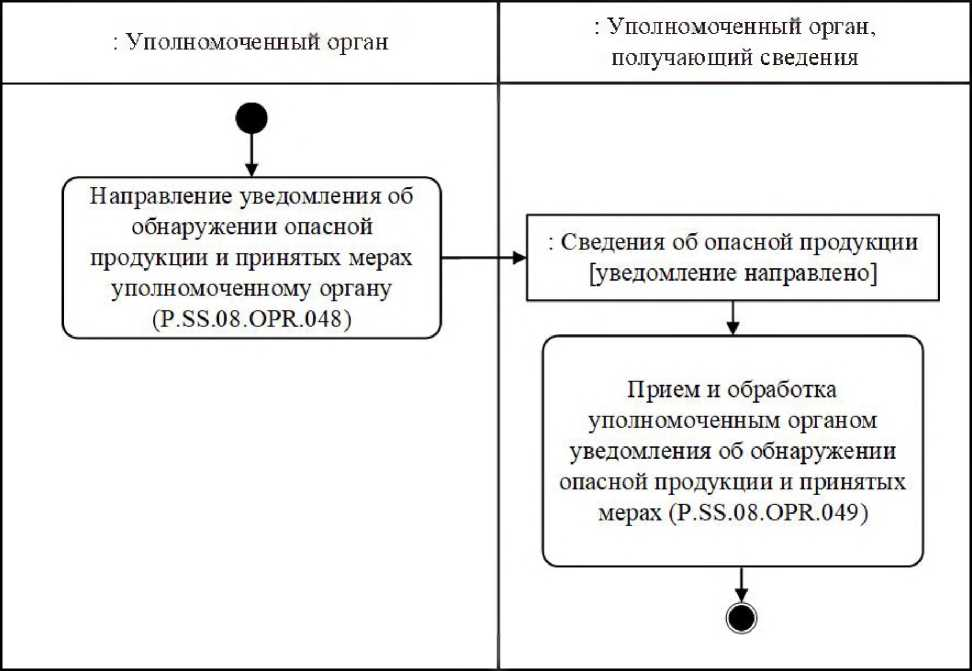 : Уполномоченный орган
: Уполномоченный орган,
получающий сведения
Направление уведомления об
обнаружении опасной
продукции и принятых мерах
уполномоченному органу
(P.SS.08.OPR.048)
: Сведения об опасной продукции
[уведомление направлено]
Прием и обработка
уполномоченным органом
уведомления об обнаружении
опасной продукции и принятых
мерах (P.SS.08.OPR.049)